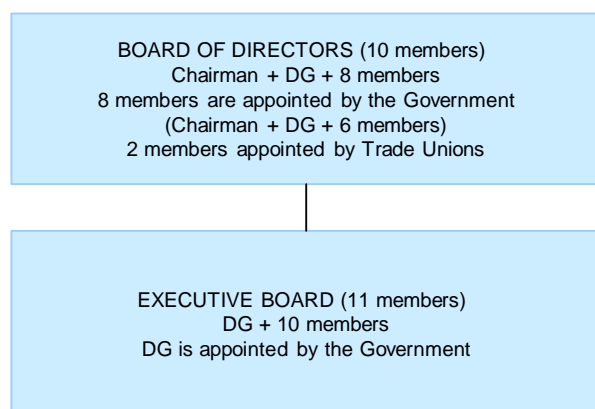 BOARD OF DIRECTORS (10 members)
Chairman + DG + 8 members
8 members are appointed by the Government
(Chairman + DG + 6 members)
2 members appointed by Trade Unions
EXECUTIVE BOARD (11 members)
DG + 10 members
DG is appointed by the Government